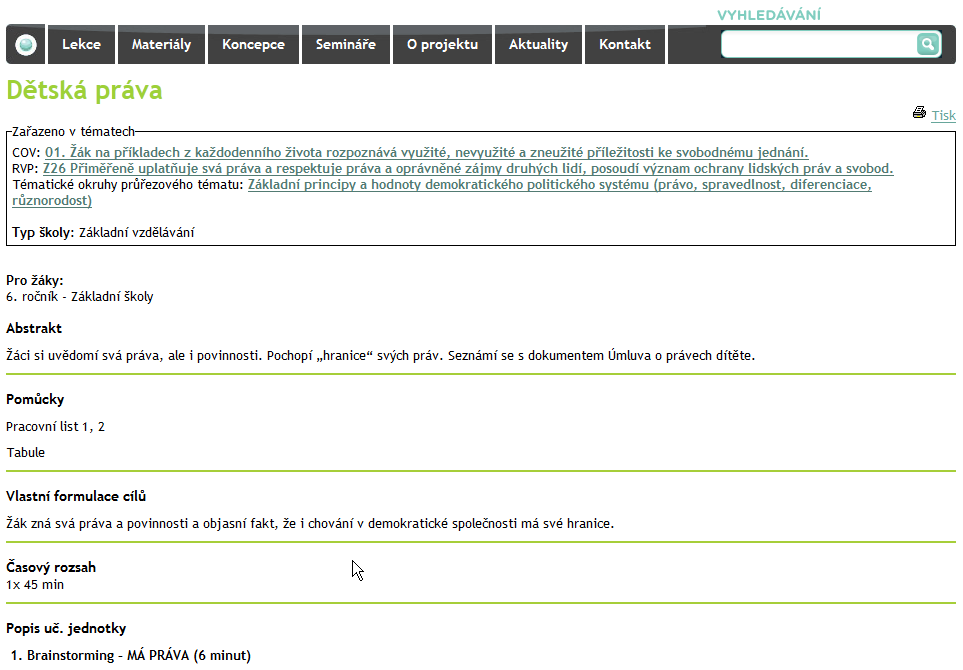 VYHLEDÁVÁNÍ
Lekce Materiály Koncepce Semináře O projektu Aktuality Kontakt
Dětská práva
Tisk
Zařazeno v tématech
COV: 01. Žák na příkladech z každodenního života rozpoznává využité, nevyužité a zneužité příležitosti ke svobodnému jednání.
RVP: Z26 Přiměřeně uplatňuje svá práva a respektuje práva a oprávněné zájmy druhých lidí, posoudí význam ochrany lidských práv a svobod.
Tématické okruhy průřezového tématu: Základní principy a hodnoty demokratického politického systému (právo, spravedlnost, diferenciace,
různorodost)
Typ školy: Základní vzdělávání
Pro žáky:
6. ročník - Základní školy
Abstrakt
Žáci si uvědomí svá práva, ale i povinnosti. Pochopí „hranice“ svých práv. Seznámí se s dokumentem Úmluva o právech dítěte.
Pomůcky
Pracovní list 1, 2
Tabule
Vlastní formulace cílů
Žák zná svá práva a povinnosti a objasní fakt, že i chování v demokratické společnosti má své hranice.
Časový rozsah
1x 45 min
Popis uč. jednotky
1. Brainstorming – MÁ PRÁVA (6 minut)